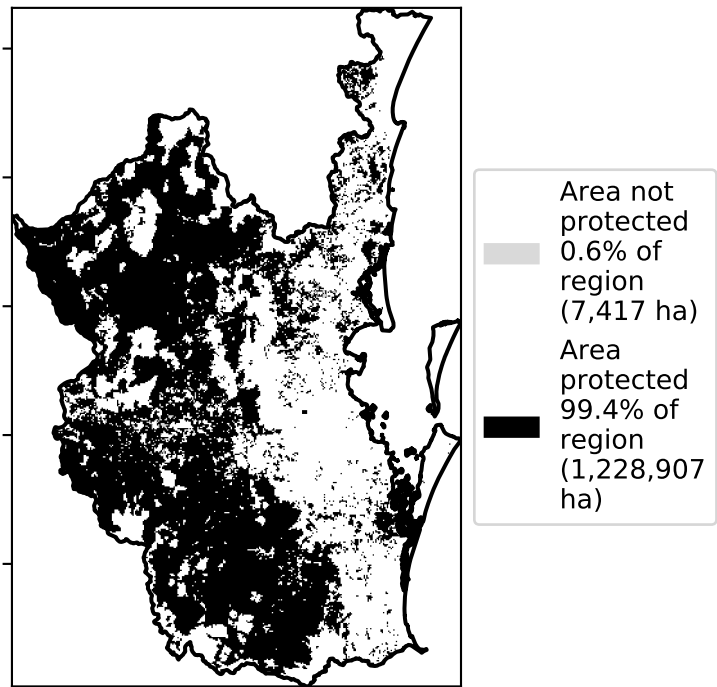 Area not
protected
0.6% of
region
(7,417 ha)
Area
protected
99.4% of
region
(1,228,907
ha)